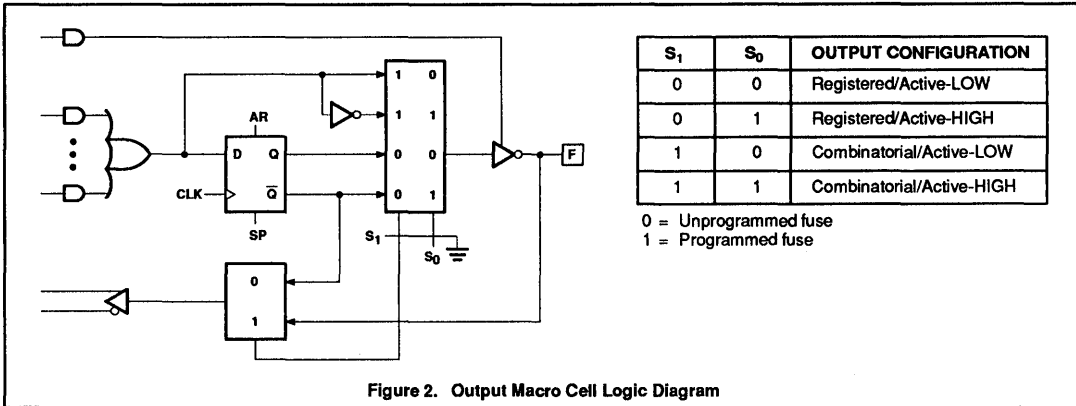 S1 S0 OUTPUT CONFIGURATION
0 0 Registered/Active-LOW
0 1 Registered/Active-HIGH
1 0 Combinatorial/Active-LOW
1 1 Combinatorial/Active-HIGH
0 = Unprogrammed fuse
1 = Programmed fuse
1 0
1 1
0 0
0 1
AR
D Q
CLK Q̅
SP
F
S1
S0
0
1
Figure 2. Output Macro Cell Logic Diagram